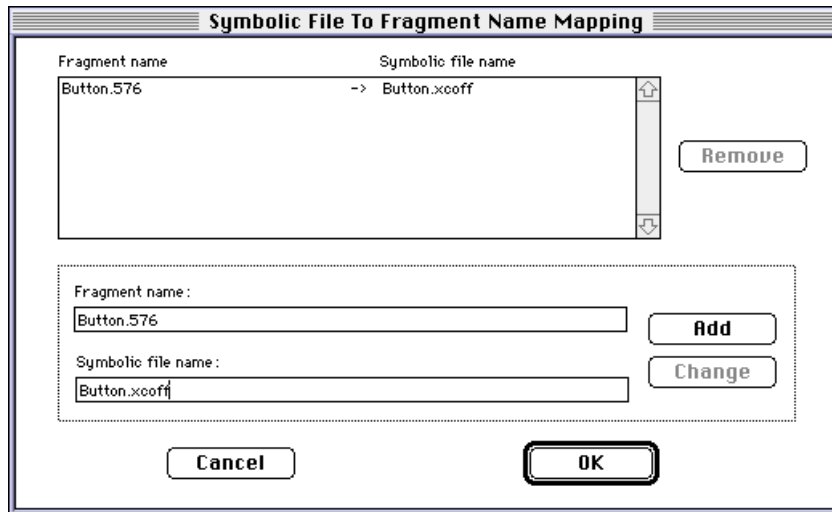 Symbolic File To Fragment Name Mapping
Fragment name Symbolic file name
Button.576 -> Button.xcoff
Remove
Fragment name:
Button.576
Add
Symbolic file name:
Change
Button.xcoff
Cancel OK